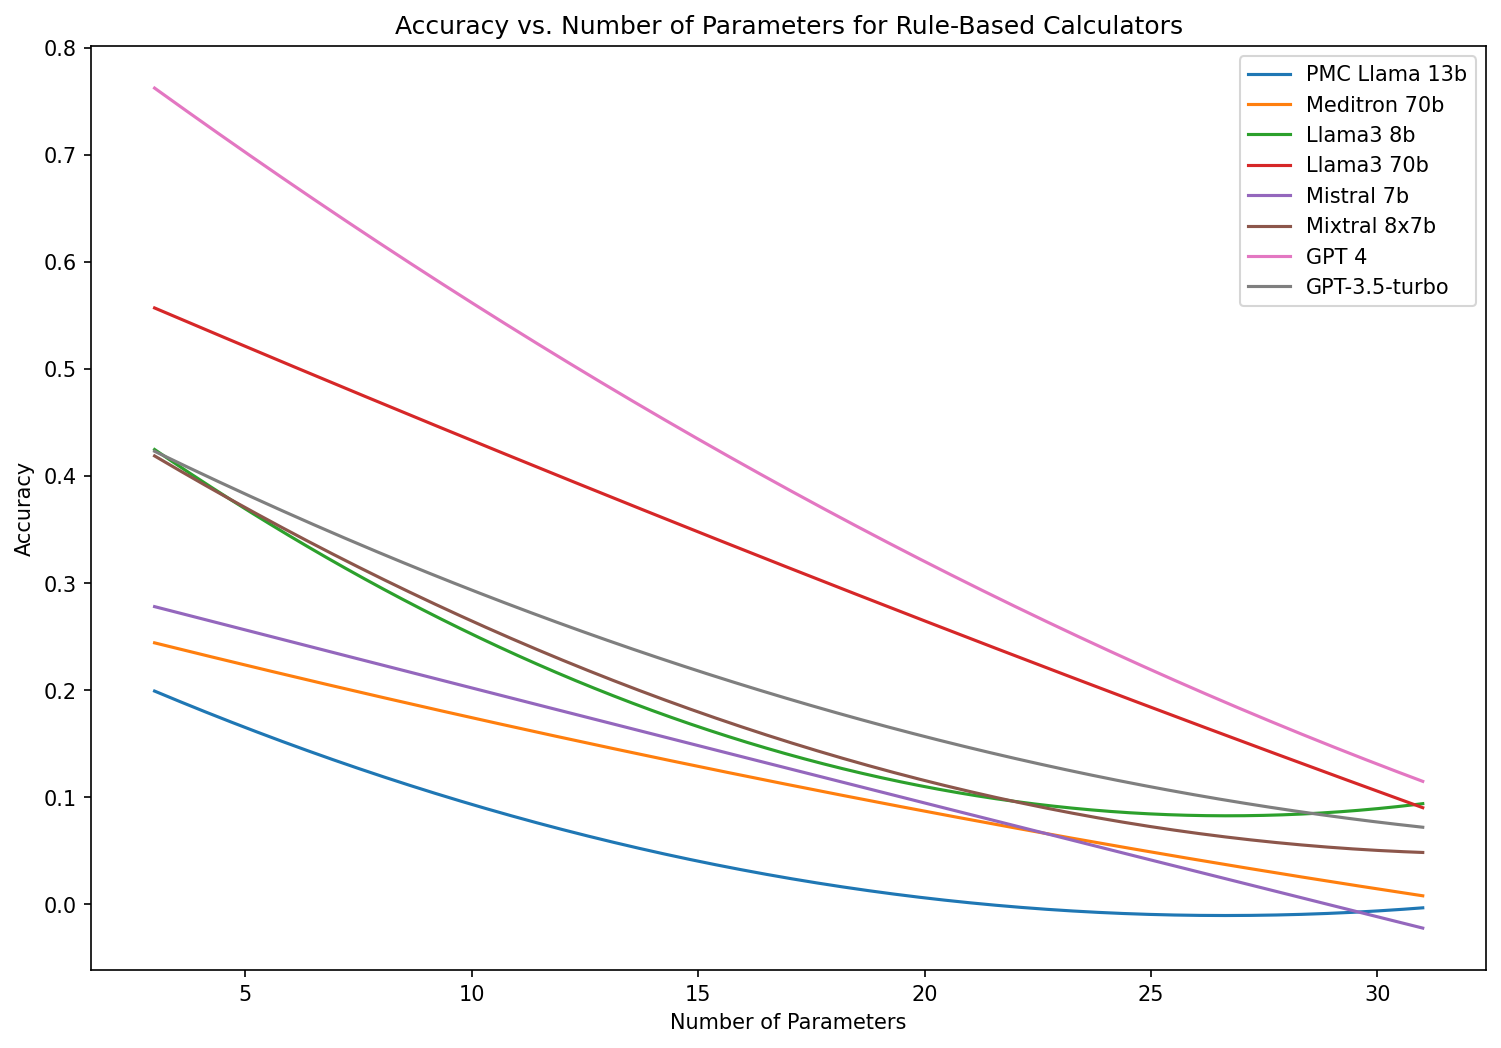 Accuracy vs. Number of Parameters for Rule-Based Calculators
PMC Llama 13b
Meditron 70b
Llama3 8b
Llama3 70b
Mistral 7b
Mixtral 8x7b
GPT 4
GPT-3.5-turbo
Accuracy
0.8
0.7
0.6
0.5
0.4
0.3
0.2
0.1
0.0
5 10 15 20 25 30
Number of Parameters